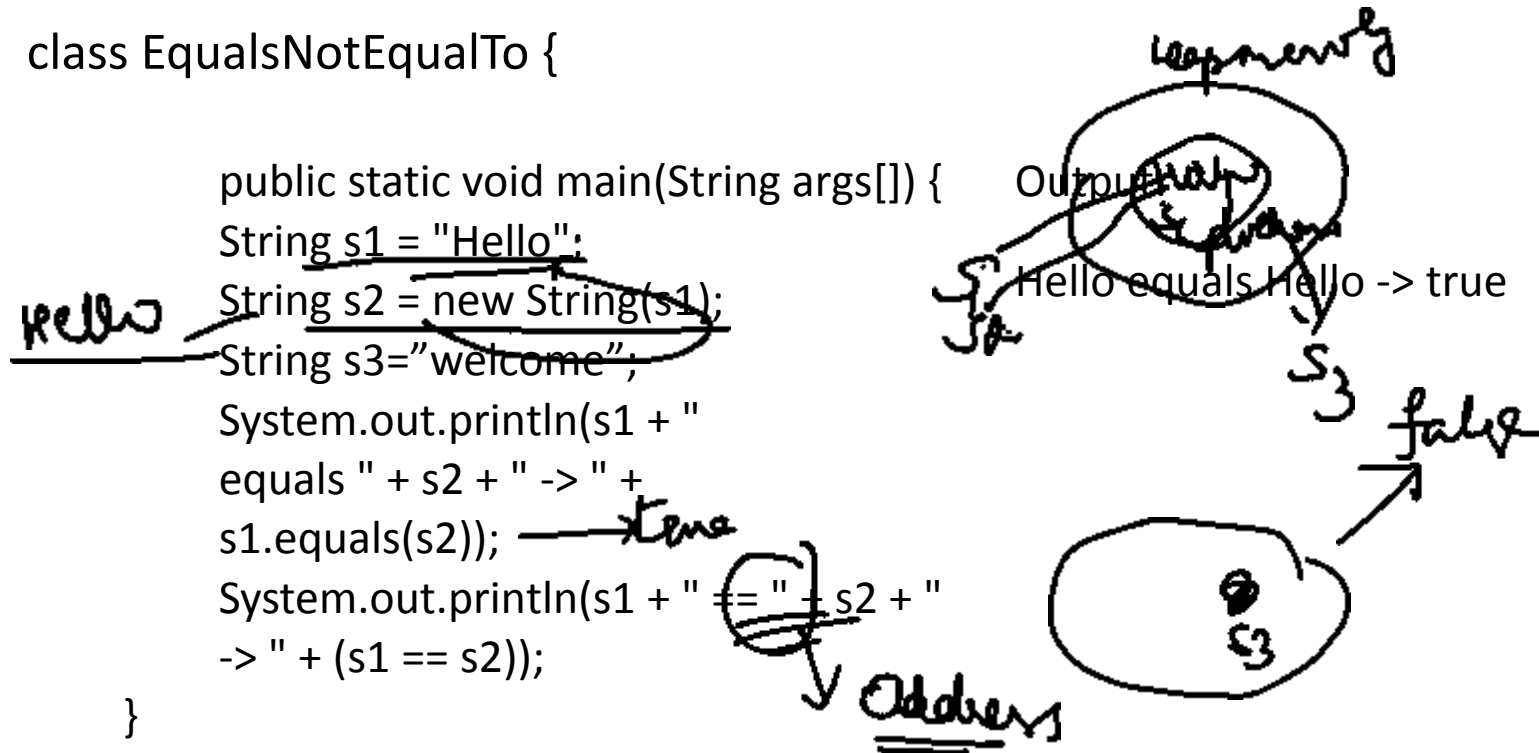 class EqualsNotEqualTo {
public static void main(String args[]) {
String s1 = "Hello";
String s2 = new String(s1);
String s3=”welcome”;
System.out.println(s1 + "
equals " + s2 + " -> " +
s1.equals(s2));
System.out.println(s1 + " == " + s2 + "
-> " + (s1 == s2));
}
Output
Hello equals Hello -> true
Hello
S1
S2
S3
false
S3
Address